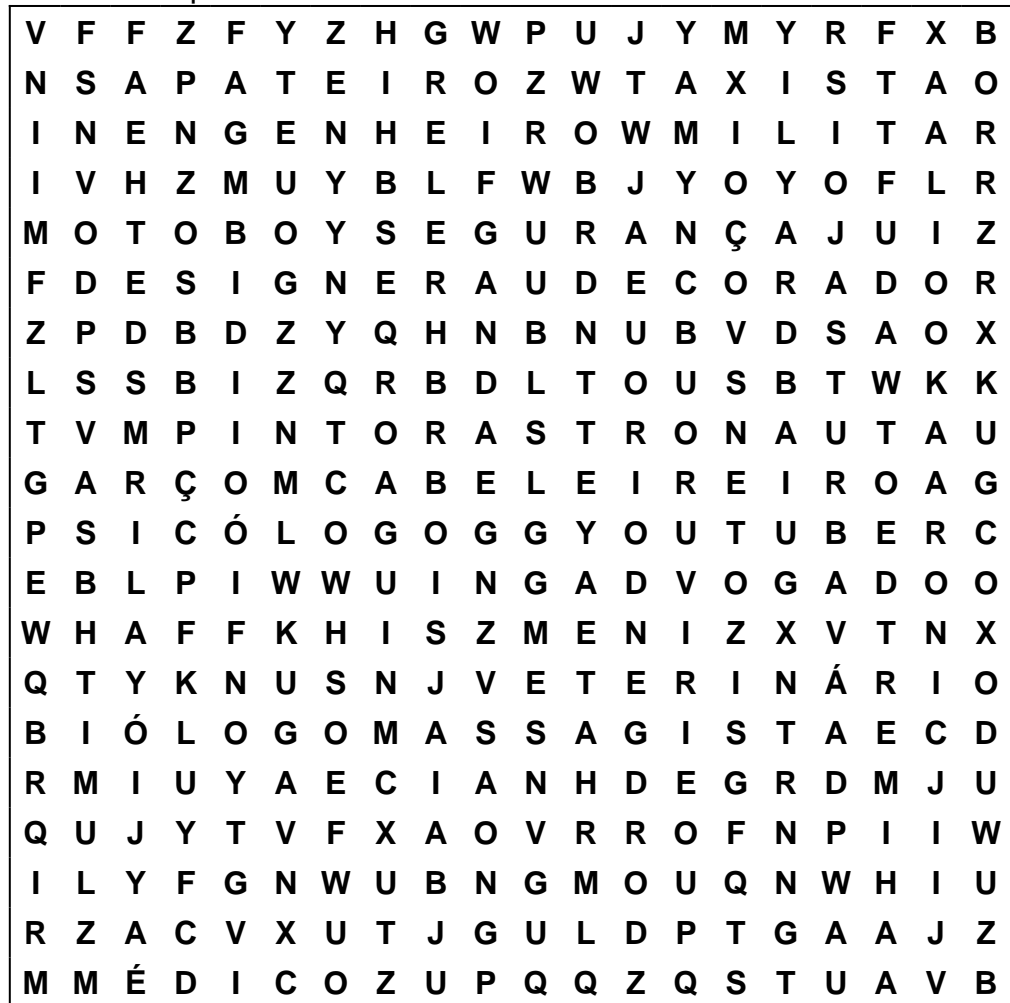 V F F Z F Y Z H G W P U J Y M Y R F X B
N S A P A T E I R O Z W T A X I S T A O
I N E N G E N H E I R O W M I L I T A R
I V H Z M U Y B L F W B J Y O Y O F L R
M O T O B O Y S E G U R A N Ç A J U I Z
F D E S I G N E R A U D E C O R A D O R
Z P D B D Z Y Q H N B N U B V D S A O X
L S S B I Z Q R B D L T O U S B T W K K
T V M P I N T O R A S T R O N A U T A U
G A R Ç O M C A B E L E I R E I R O A G
P S I C Ó L O G O G G Y O U T U B E R C
E B L P I W W U I N G A D V O G A D O O
W H A F F K H I S Z M E N I Z X V T N X
Q T Y K N U S N J V E T E R I N Á R I O
B I Ó L O G O M A S S A G I S T A E C D
R M I U Y A E C I A N H D E G R D M J U
Q U J Y T V F X A O V R R O F N P I I W
I L Y F G N W U B N G M O U Q N W H I U
R Z A C V X U T J G U L D P T G A A J Z
M M É D I C O Z U P Q Q Z Q S T U A V B